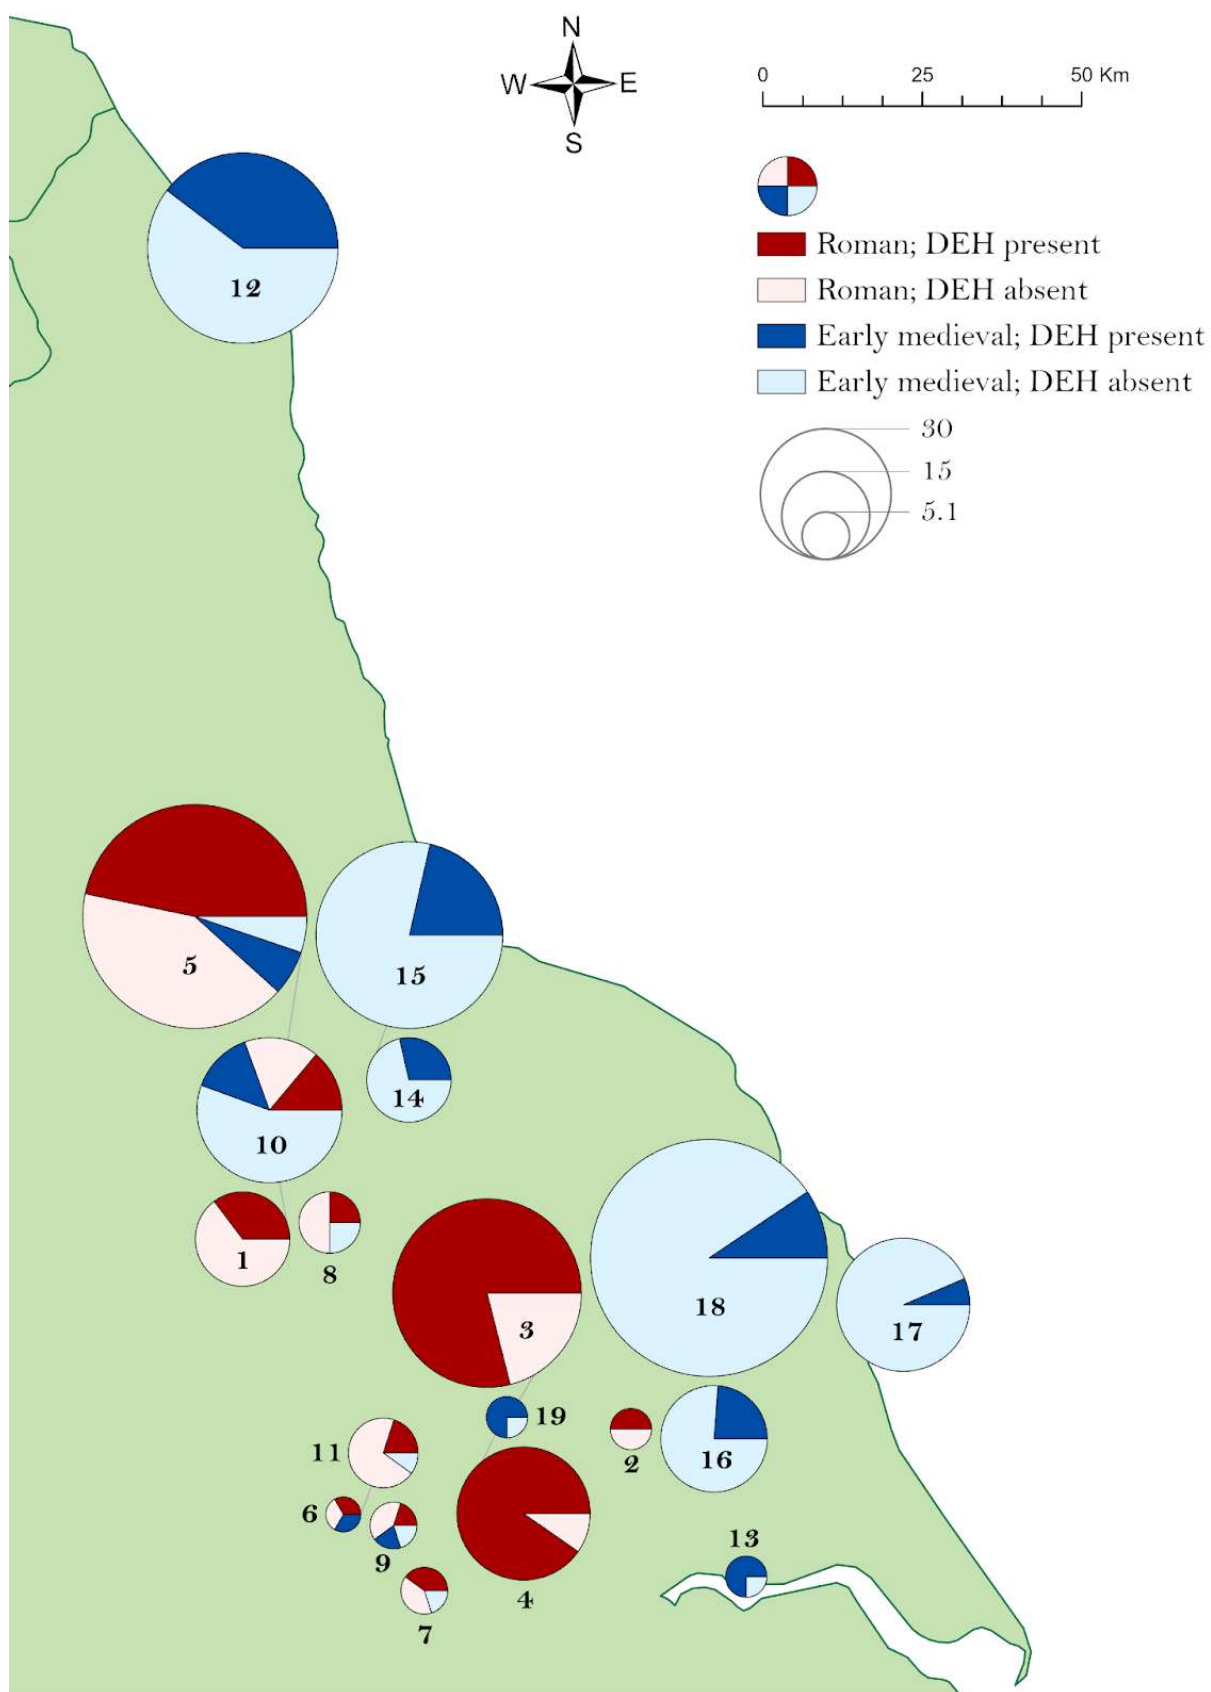 N
W E
S
0 25 50 Km
Roman; DEH present
Roman; DEH absent
Early medieval; DEH present
Early medieval; DEH absent
30
15
5.1
12
5
15
14
10
1
8
3
18
17
19
2
16
11
6
9
4
13
7